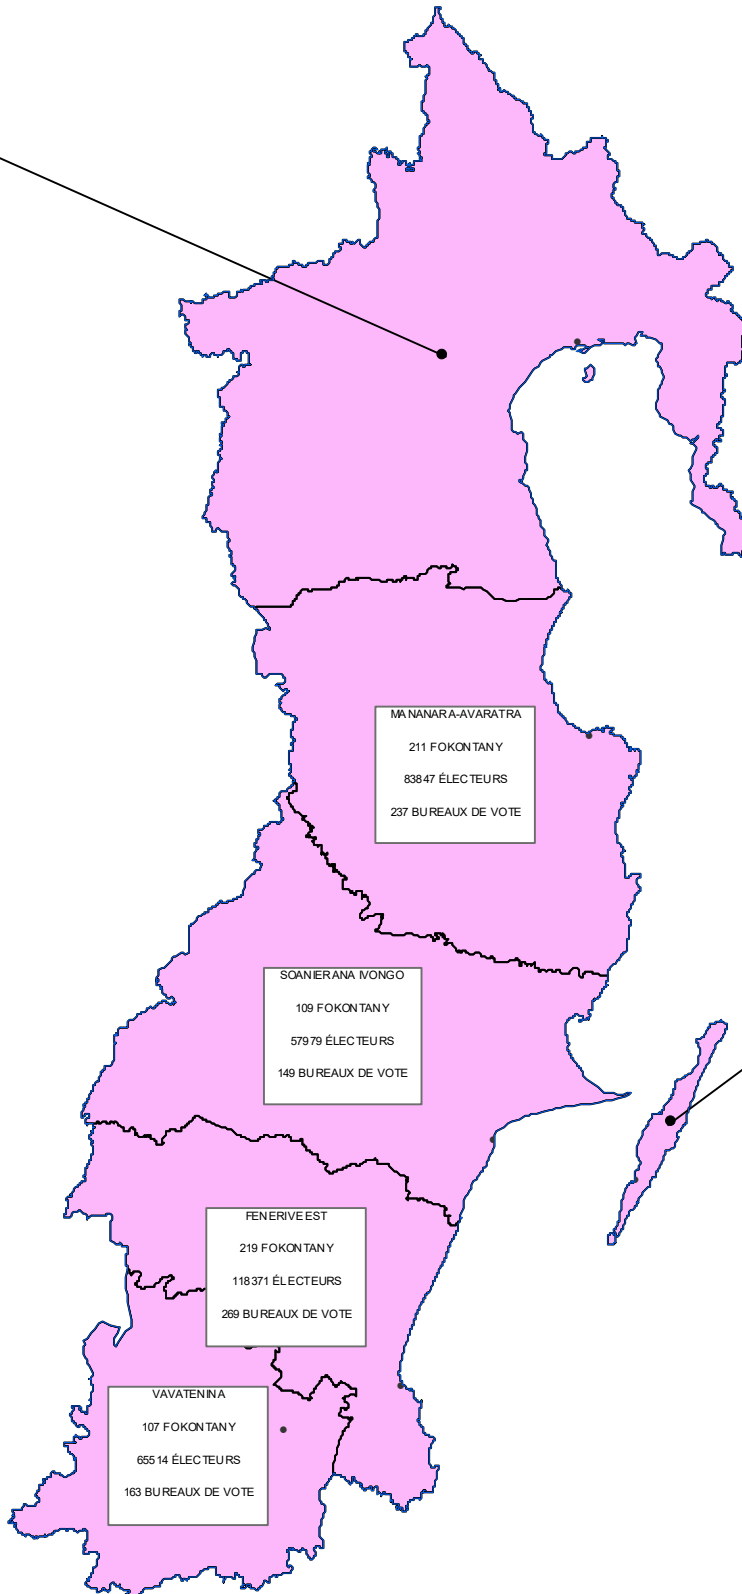 MANANARA-AVARATRA
211 FOKONTANY
83847 ÉLECTEURS
237 BUREAUX DE VOTE
SOANIERANA IVONGO
109 FOKONTANY
57979 ÉLECTEURS
149 BUREAUX DE VOTE
FENERIVE EST
219 FOKONTANY
118371 ÉLECTEURS
269 BUREAUX DE VOTE
VAVATENINA
107 FOKONTANY
65514 ÉLECTEURS
163 BUREAUX DE VOTE